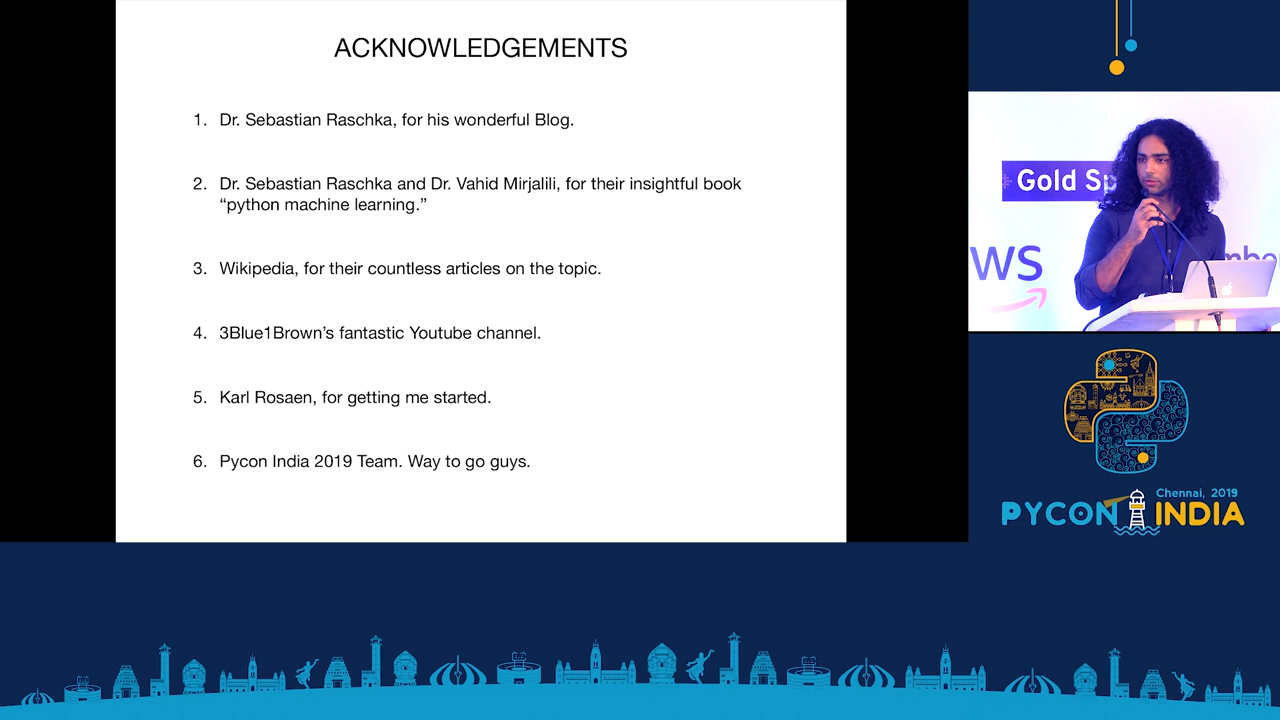 ACKNOWLEDGEMENTS
1. Dr. Sebastian Raschka, for his wonderful Blog.
2. Dr. Sebastian Raschka and Dr. Vahid Mirjalili, for their insightful book
“python machine learning.”
3. Wikipedia, for their countless articles on the topic.
4. 3Blue1Brown’s fantastic Youtube channel.
5. Karl Rosaen, for getting me started.
6. Pycon India 2019 Team. Way to go guys.
Gold Sp
ws
mbe
Chennai, 2019
PYCON INDIA